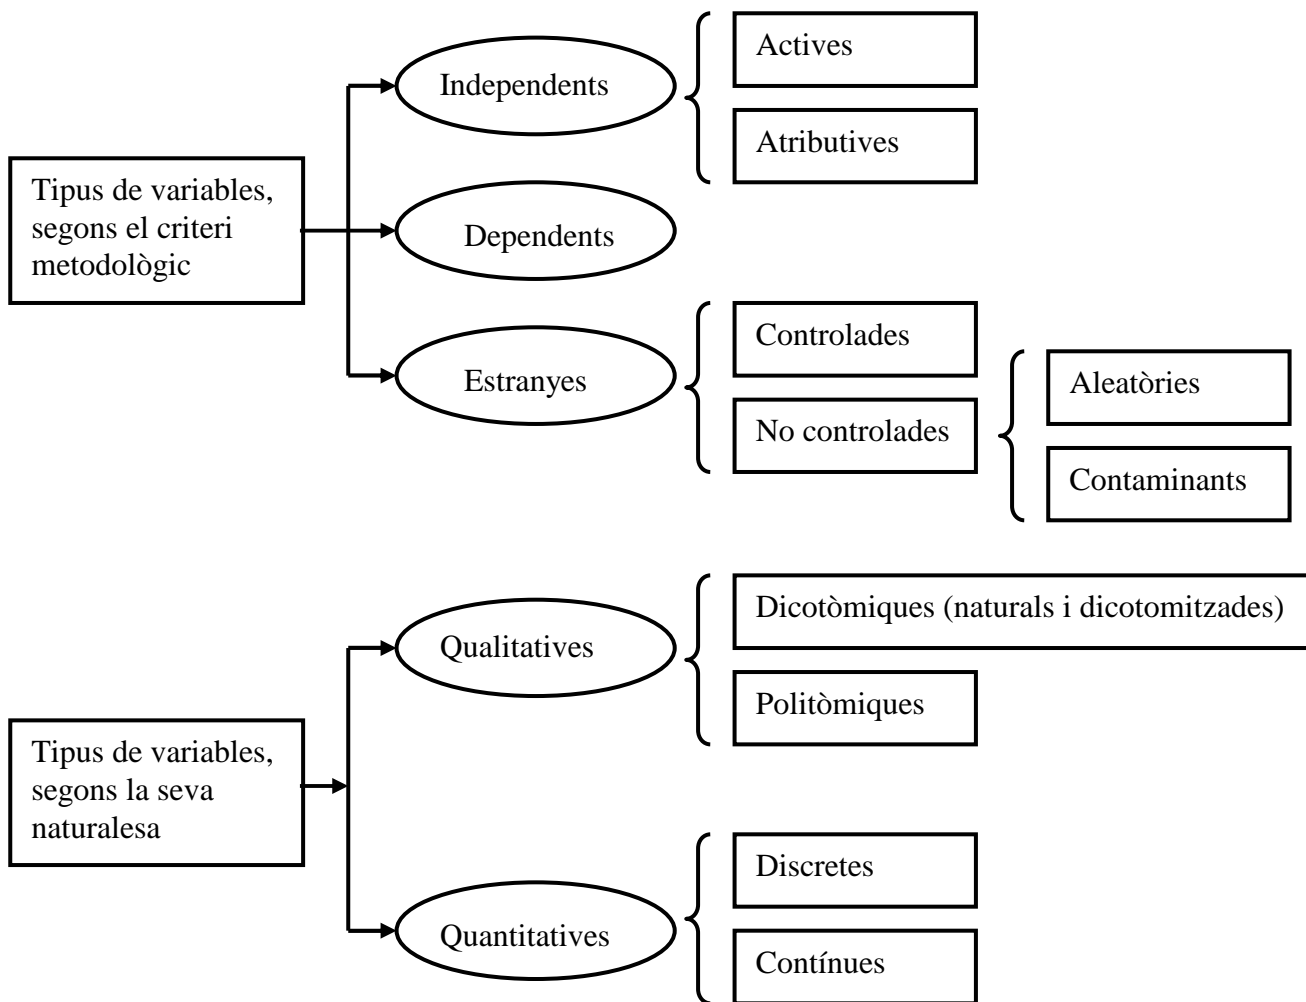 Tipus de variables,
segons el criteri
metodològic
Independents
Actives
Atributives
Dependents
Estranyes
Controlades
No controlades
Aleatòries
Contaminants
Tipus de variables,
segons la seva
naturalesa
Qualitatives
Dicotòmiques (naturals i dicotomitzades)
Politòmiques
Quantitatives
Discretes
Contínues